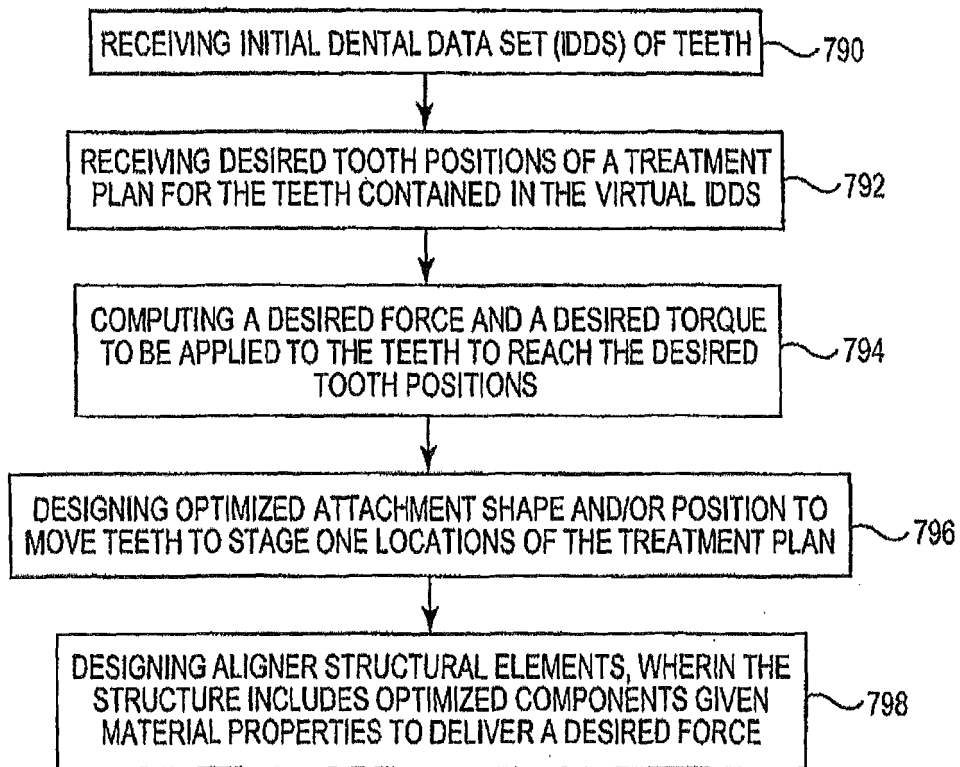 RECEIVING INITIAL DENTAL DATA SET (IDDS) OF TEETH
790
RECEIVING DESIRED TOOTH POSITIONS OF A TREATMENT
PLAN FOR THE TEETH CONTAINED IN THE VIRTUAL IDDS
792
COMPUTING A DESIRED FORCE AND A DESIRED TORQUE
TO BE APPLIED TO THE TEETH TO REACH THE DESIRED
TOOTH POSITIONS
794
DESIGNING OPTIMIZED ATTACHMENT SHAPE AND/OR POSITION TO
MOVE TEETH TO STAGE ONE LOCATIONS OF THE TREATMENT PLAN
796
DESIGNING ALIGNER STRUCTURAL ELEMENTS, WHERIN THE
STRUCTURE INCLUDES OPTIMIZED COMPONENTS GIVEN
MATERIAL PROPERTIES TO DELIVER A DESIRED FORCE
798